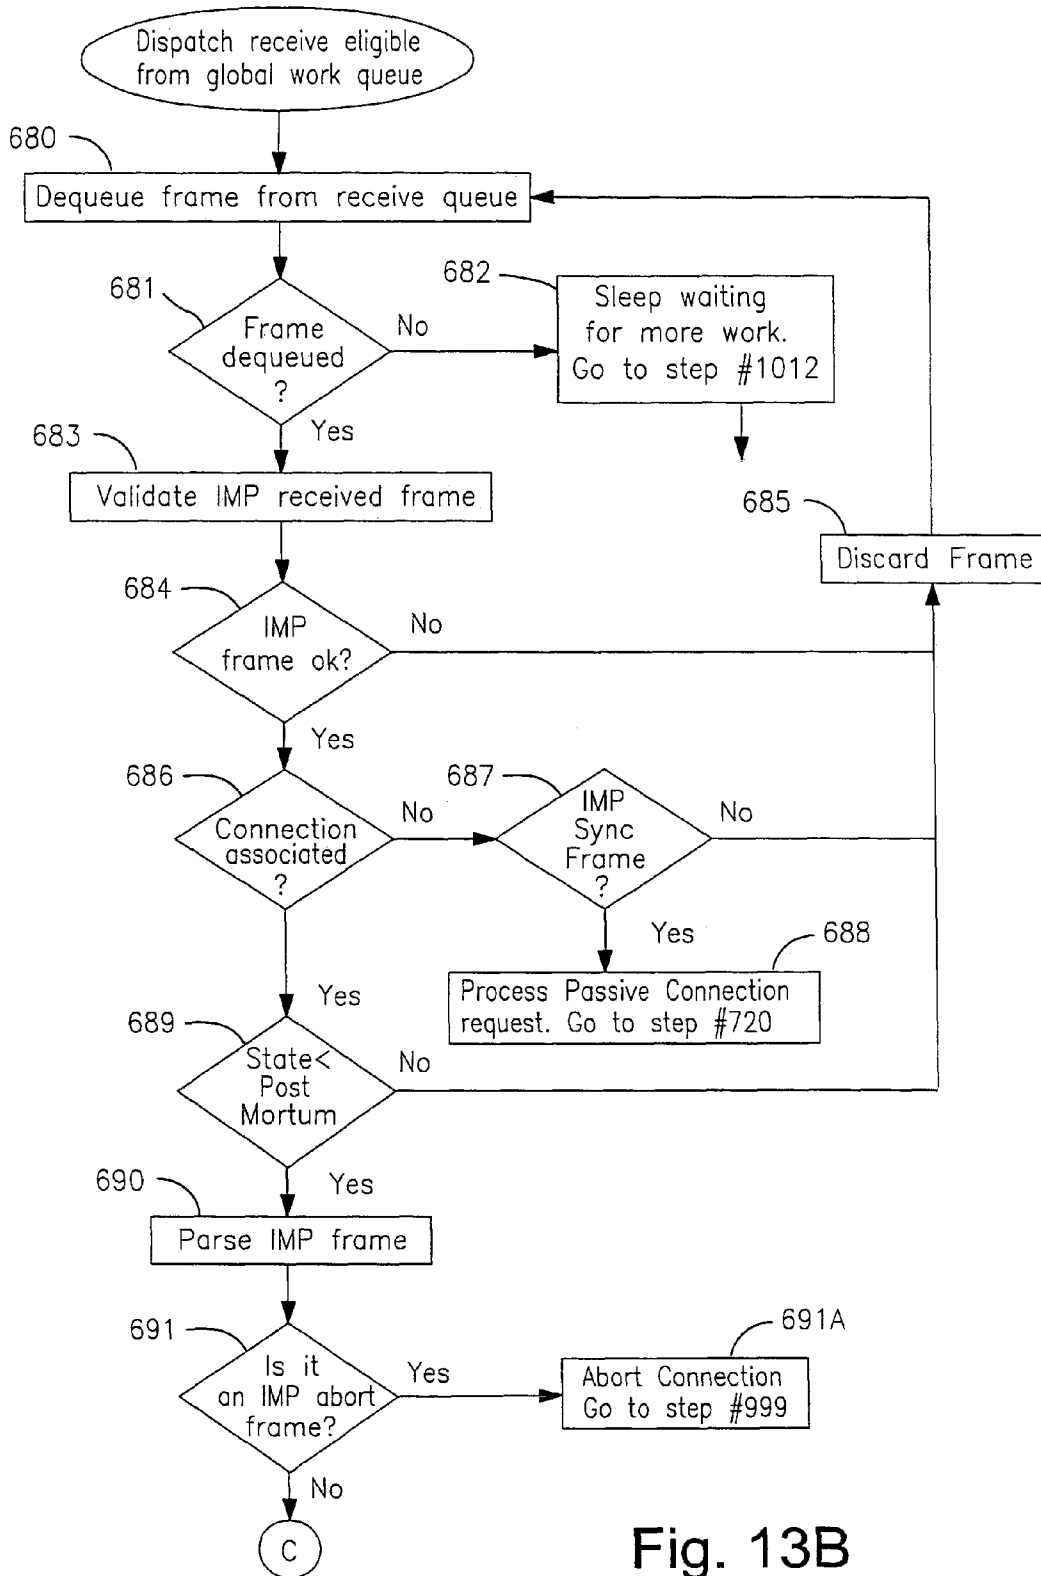 Dispatch receive eligible
from global work queue
680
Dequeue frame from receive queue
681
Frame
dequeued
?
No
682
Sleep waiting
for more work.
Go to step #1012
Yes
683
Validate IMP received frame
685
Discard Frame
684
IMP
frame ok?
No
Yes
686
Connection
associated
?
No
687
IMP
Sync
Frame
?
No
Yes
688
Process Passive Connection
request. Go to step #720
Yes
689
State<
Post
Mortum
No
Yes
690
Parse IMP frame
691
Is it
an IMP abort
frame?
Yes
691A
Abort Connection
Go to step #999
No
C
Fig. 13B